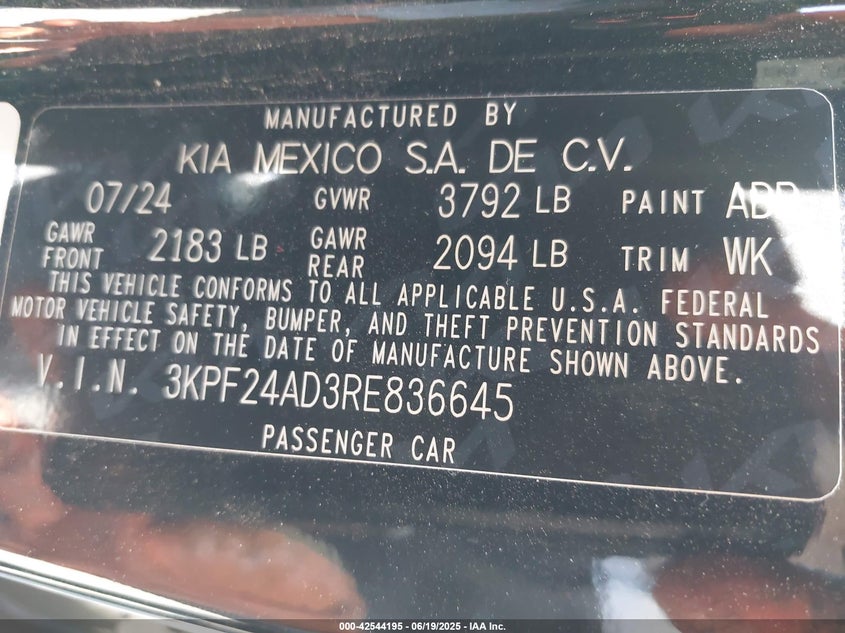 MANUFACTURED BY
KIA MEXICO S.A. DE C.V.
07/24 GVWR 3792 LB PAINT
GAWR FRONT 2183 LB GAWR REAR 2094 LB TRIM WK
THIS VEHICLE CONFORMS TO ALL APPLICABLE U.S.A. FEDERAL
MOTOR VEHICLE SAFETY, BUMPER, AND THEFT PREVENTION STANDARDS
IN EFFECT ON THE DATE OF MANUFACTURE SHOWN ABOVE.
V.I.N. 3KPF24AD3RE836645
PASSENGER CAR
000-42544195 - 06/19/2025 - IAA Inc.